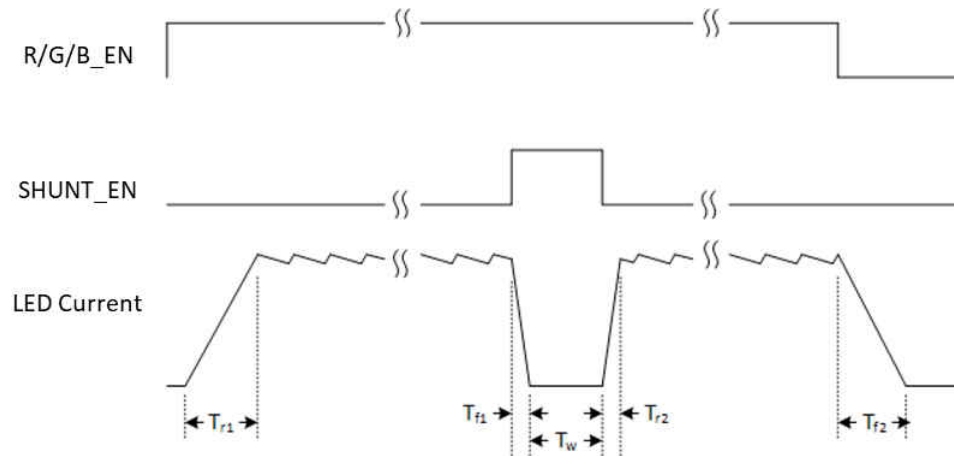 R/G/B_EN
SHUNT_EN
LED Current
Tr1 Tf1 Tr2 Tf2
Tw